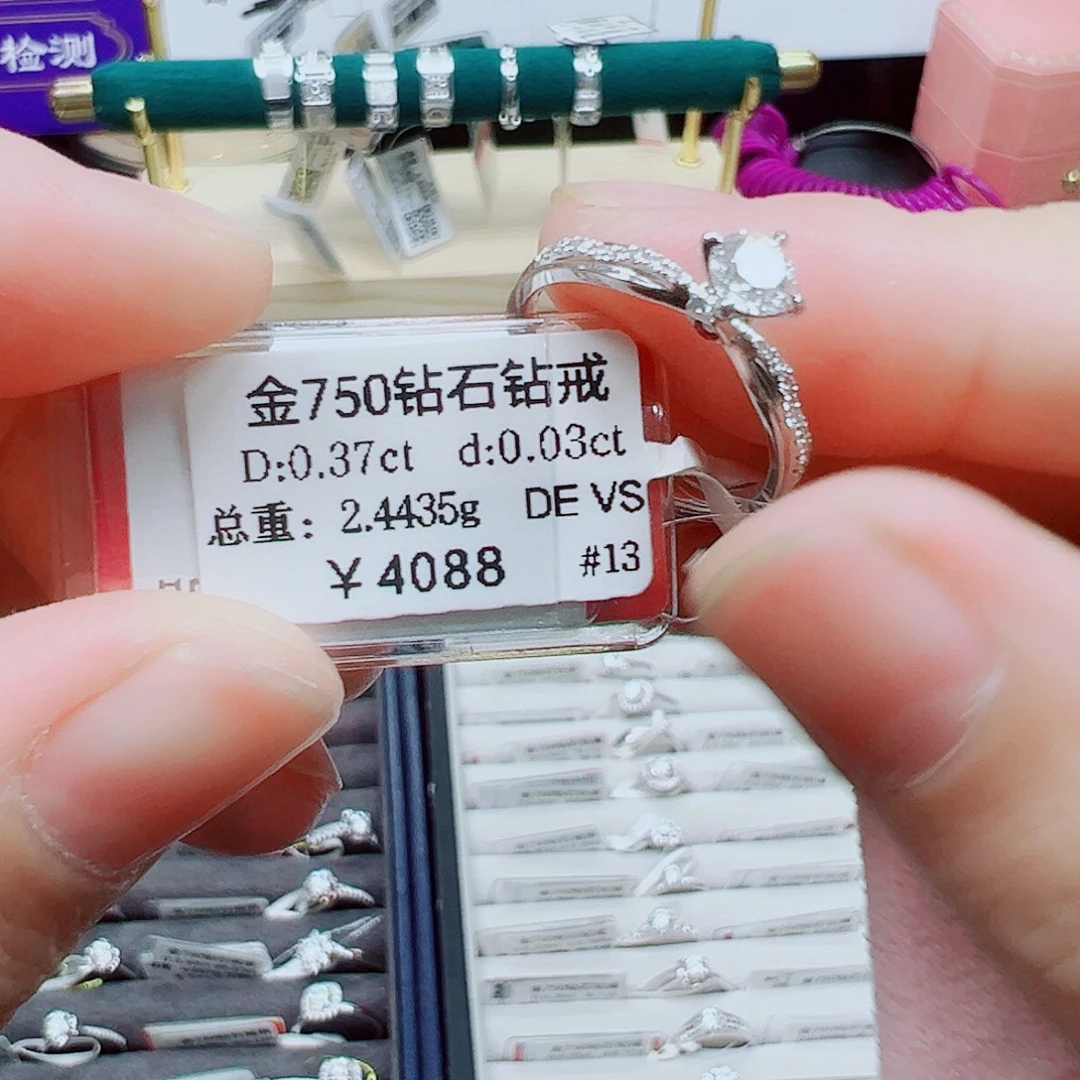 检测
金750钻石钻戒
D:0.37ct d:0.03ct
总重：2.4435g DE VS
¥4088 #13